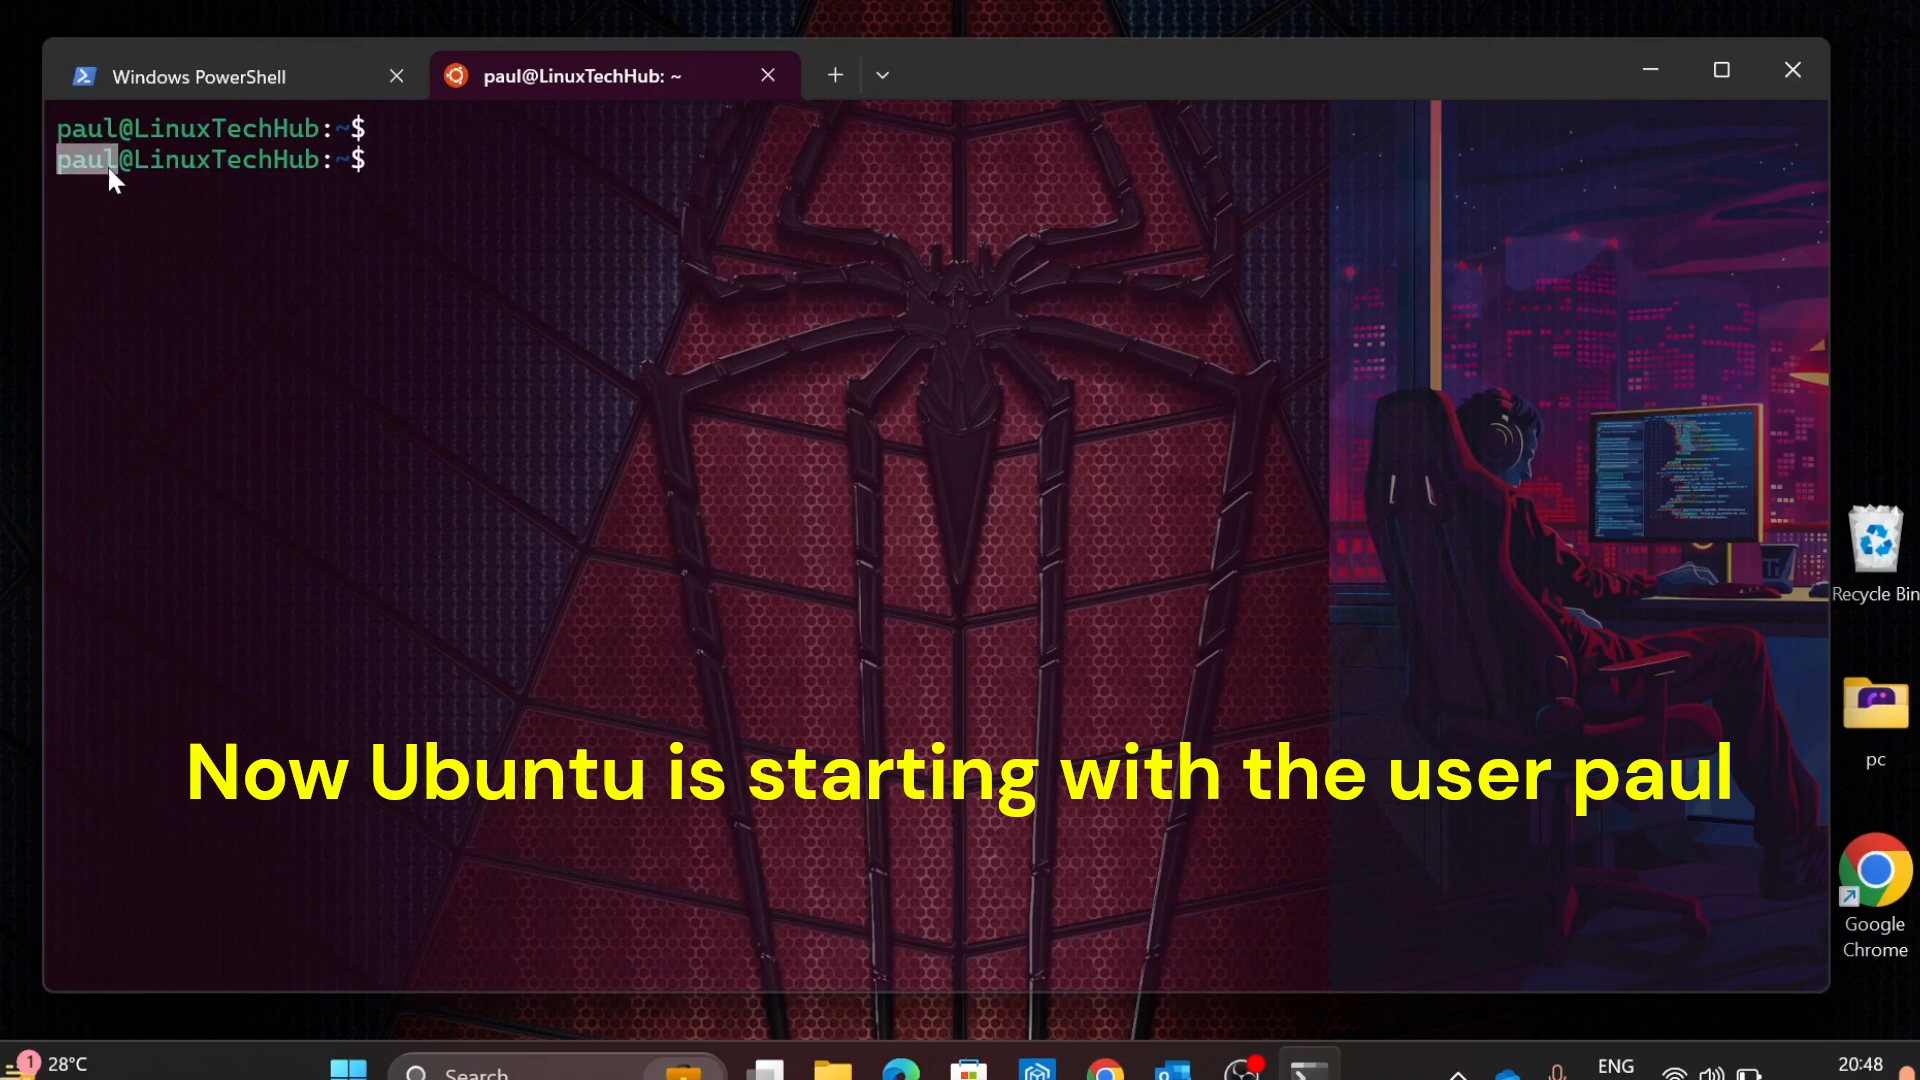 Windows PowerShell
paul@LinuxTechHub: ~
paul@LinuxTechHub:~$
paul@LinuxTechHub:~$
Now Ubuntu is starting with the user paul
Recycle Bin
pc
Google
Chrome
1
28°C
Search
ENG
20:48